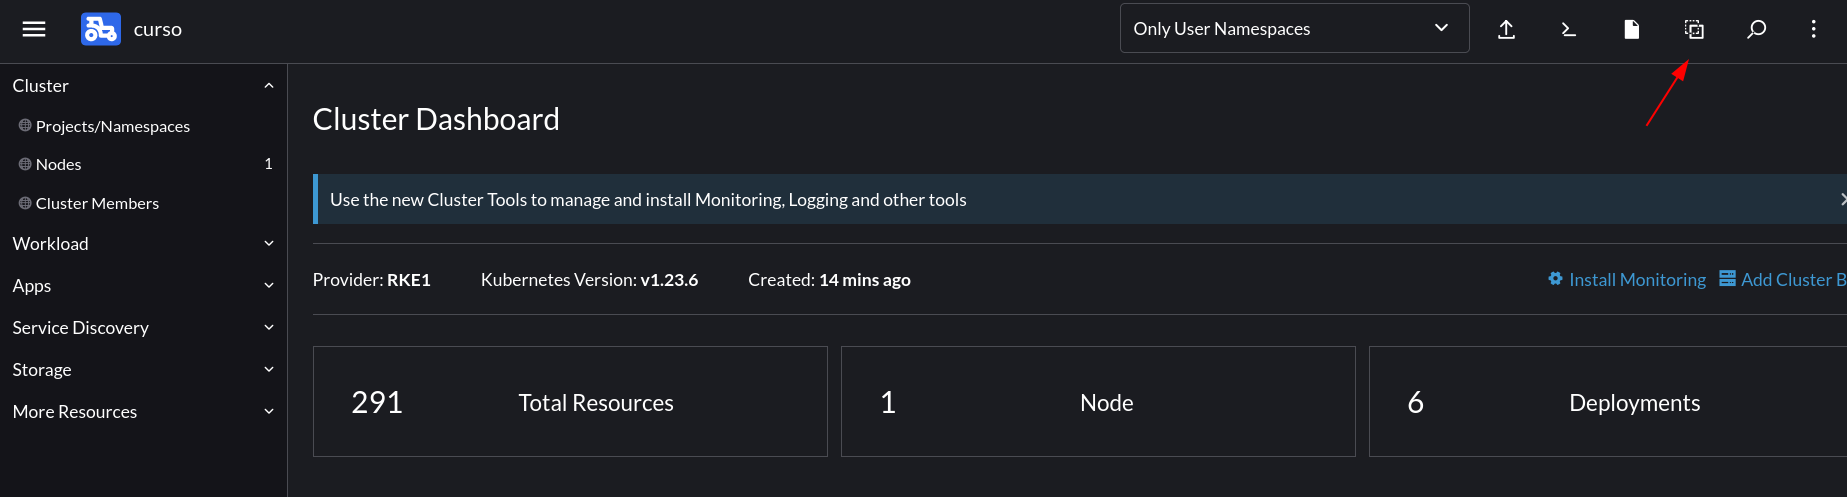 curso
Only User Namespaces
Cluster
Projects/Namespaces
Nodes 1
Cluster Members
Workload
Apps
Service Discovery
Storage
More Resources
Cluster Dashboard
Use the new Cluster Tools to manage and install Monitoring, Logging and other tools
Provider: RKE1 Kubernetes Version: v1.23.6 Created: 14 mins ago Install Monitoring Add Cluster B
291 Total Resources
1 Node
6 Deployments